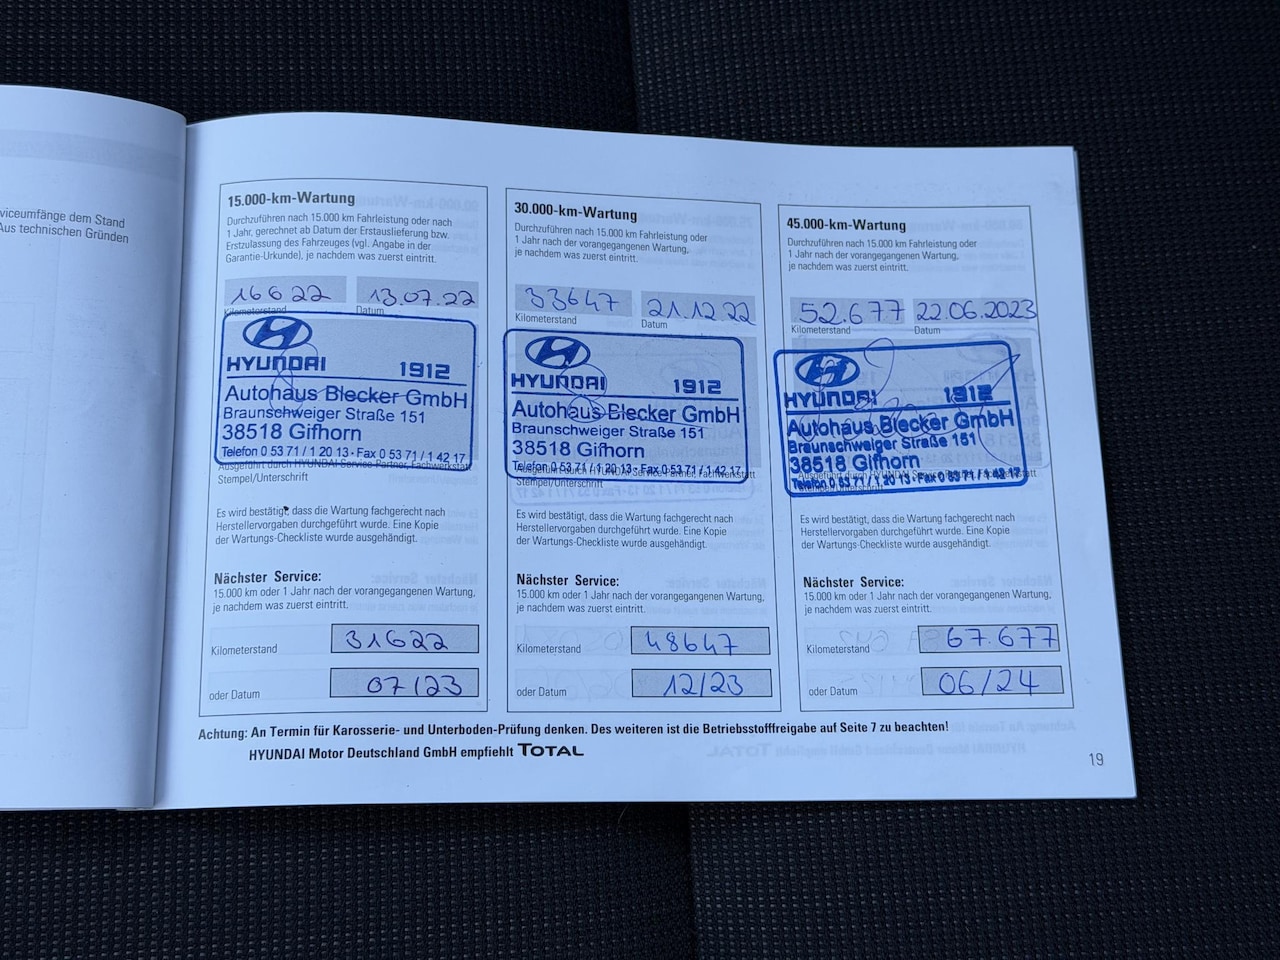 viceumfänge dem Stand
Aus technischen Gründen
15.000-km-Wartung
Durchzuführen nach 15.000 km Fahrleistung oder nach
1 Jahr, gerechnet ab Datum der Erstauslieferung bzw.
Erstzulassung des Fahrzeuges (vgl. Angabe in der
Garantie-Urkunde), je nachdem was zuerst eintritt.
16622 13.07.22
Kilometerstand Datum
HYUNDAI 1912
Autohaus Blecker GmbH
Braunschweiger Straße 151
38518 Gifhorn
Telefon 0 53 71 / 1 20 13 · Fax 0 53 71 / 1 42 17
Ausgeführt durch HYUNDAI Service Partner, Fachwerkstatt
Stempel/Unterschrift
Es wird bestätigt, dass die Wartung fachgerecht nach
Herstellervorgaben durchgeführt wurde. Eine Kopie
der Wartungs-Checkliste wurde ausgehändigt.
Nächster Service:
15.000 km oder 1 Jahr nach der vorangegangenen Wartung,
je nachdem was zuerst eintritt.
Kilometerstand 31622
oder Datum 07/23
30.000-km-Wartung
Durchzuführen nach 15.000 km Fahrleistung oder
1 Jahr nach der vorangegangenen Wartung,
je nachdem was zuerst eintritt.
33647 21.12.22
Kilometerstand Datum
HYUNDAI 1912
Autohaus Blecker GmbH
Braunschweiger Straße 151
38518 Gifhorn
Telefon 0 53 71 / 1 20 13 · Fax 0 53 71 / 1 42 17
Ausgeführt durch HYUNDAI Service Partner, Fachwerkstatt
Stempel/Unterschrift
Es wird bestätigt, dass die Wartung fachgerecht nach
Herstellervorgaben durchgeführt wurde. Eine Kopie
der Wartungs-Checkliste wurde ausgehändigt.
Nächster Service:
15.000 km oder 1 Jahr nach der vorangegangenen Wartung,
je nachdem was zuerst eintritt.
Kilometerstand 48647
oder Datum 12/23
45.000-km-Wartung
Durchzuführen nach 15.000 km Fahrleistung oder
1 Jahr nach der vorangegangenen Wartung,
je nachdem was zuerst eintritt.
52.677 22.06.2023
Kilometerstand Datum
HYUNDAI 1912
Autohaus Blecker GmbH
Braunschweiger Straße 151
38518 Gifhorn
Telefon 0 53 71 / 1 20 13 · Fax 0 53 71 / 1 42 17
Es wird bestätigt, dass die Wartung fachgerecht nach
Herstellervorgaben durchgeführt wurde. Eine Kopie
der Wartungs-Checkliste wurde ausgehändigt.
Nächster Service:
15.000 km oder 1 Jahr nach der vorangegangenen Wartung,
je nachdem was zuerst eintritt.
Kilometerstand 67.677
oder Datum 06/24
Achtung: An Termin für Karosserie- und Unterboden-Prüfung denken. Des weiteren ist die Betriebsstofffreigabe auf Seite 7 zu beachten!
HYUNDAI Motor Deutschland GmbH empfiehlt TOTAL
19